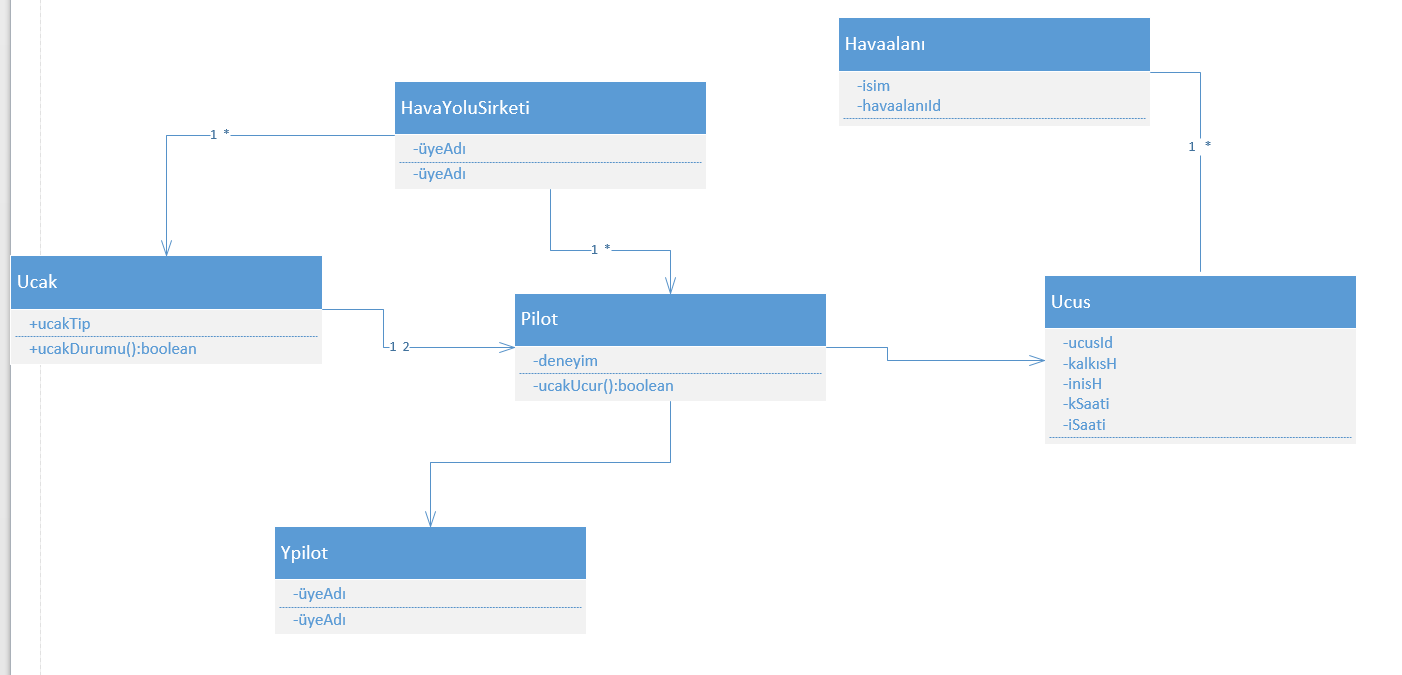 Havaalanı
-isim
-havaalanıId
HavaYoluSirketi
-üyeAdı
-üyeAdı
1 *
1 *
1 *
Ucak
+ucakTip
+ucakDurumu():boolean
1 2
Pilot
-deneyim
-ucakUcur():boolean
Ucus
-ucusId
-kalkısH
-inisH
-kSaati
-iSaati
Ypilot
-üyeAdı
-üyeAdı